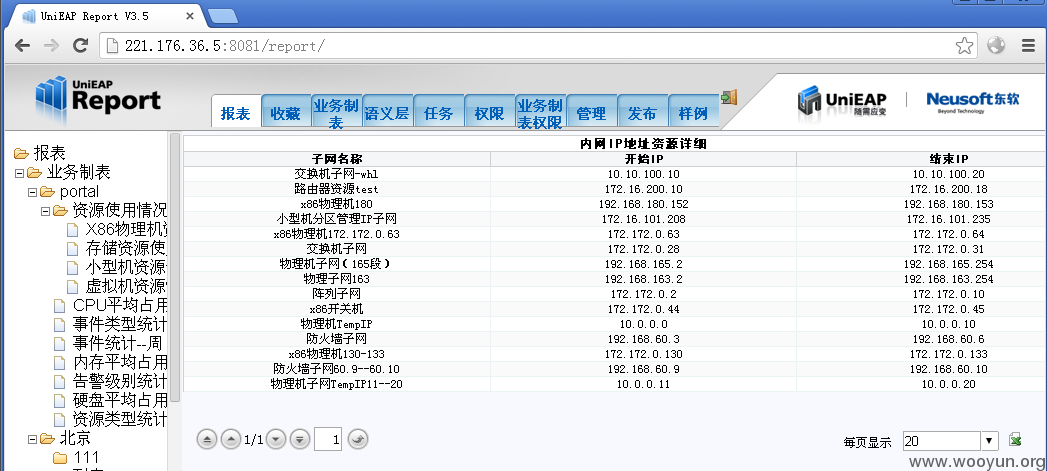 UniEAP Report V3.5
221.176.36.5:8081/report/
UniEAP
Report
报表
收藏
业务制
表
语义层
任务
权限
业务制
表权限
管理
发布
样例
UniEAP
随需应变
Neusoft 东软
Beyond Technology
报表
业务制表
portal
资源使用情况
X86物理机资
存储资源使
小型机资源
虚拟机资源
CPU平均占用
事件类型统计
事件统计--周
内存平均占用
告警级别统计
硬盘平均占用
资源类型统计
北京
111
内网IP地址资源详细
子网名称 开始IP 结束IP
交换机子网-whl 10.10.100.10 10.10.100.20
路由器资源test 172.16.200.10 172.16.200.18
x86物理机180 192.168.180.152 192.168.180.153
小型机分区管理IP子网 172.16.101.208 172.16.101.235
x86物理机172.172.0.63 172.172.0.63 172.172.0.64
交换机子网 172.172.0.28 172.172.0.31
物理机子网(165段) 192.168.165.2 192.168.165.254
物理子网163 192.168.163.2 192.168.163.254
阵列子网 172.172.0.2 172.172.0.10
x86开关机 172.172.0.44 172.172.0.45
物理机TempIP 10.0.0.0 10.0.0.10
防火墙子网 192.168.60.3 192.168.60.6
x86物理机130-133 172.172.0.130 172.172.0.133
防火墙子网60.9--60.10 192.168.60.9 192.168.60.10
物理机子网TempIP11--20 10.0.0.11 10.0.0.20
1/1
1
每页显示 20
www.wooyun.org